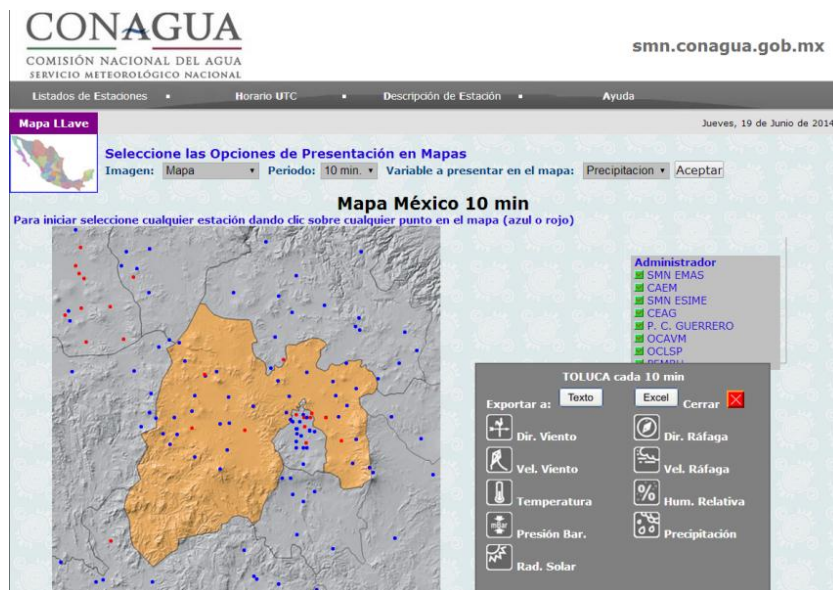 CONAGUA
COMISIÓN NACIONAL DEL AGUA
SERVICIO METEOROLÓGICO NACIONAL
smn.conagua.gob.mx
Listados de Estaciones ▪ Horario UTC ▪ Descripción de Estación ▪ Ayuda
Mapa LLave
Jueves, 19 de Junio de 2014
Seleccione las Opciones de Presentación en Mapas
Imagen: Mapa Periodo: 10 min. Variable a presentar en el mapa: Precipitacion Aceptar
Mapa México 10 min
Para iniciar seleccione cualquier estación dando clic sobre cualquier punto en el mapa (azul o rojo)
Administrador
SMN EMAS
CAEM
SMN ESIME
CEAG
P. C. GUERRERO
OCAVM
OCLSP
TOLUCA cada 10 min
Exportar a: Texto Excel Cerrar
Dir. Viento Dir. Ráfaga
Vel. Viento Vel. Ráfaga
Temperatura % Hum. Relativa
mBar Presión Bar. Precipitación
Rad. Solar